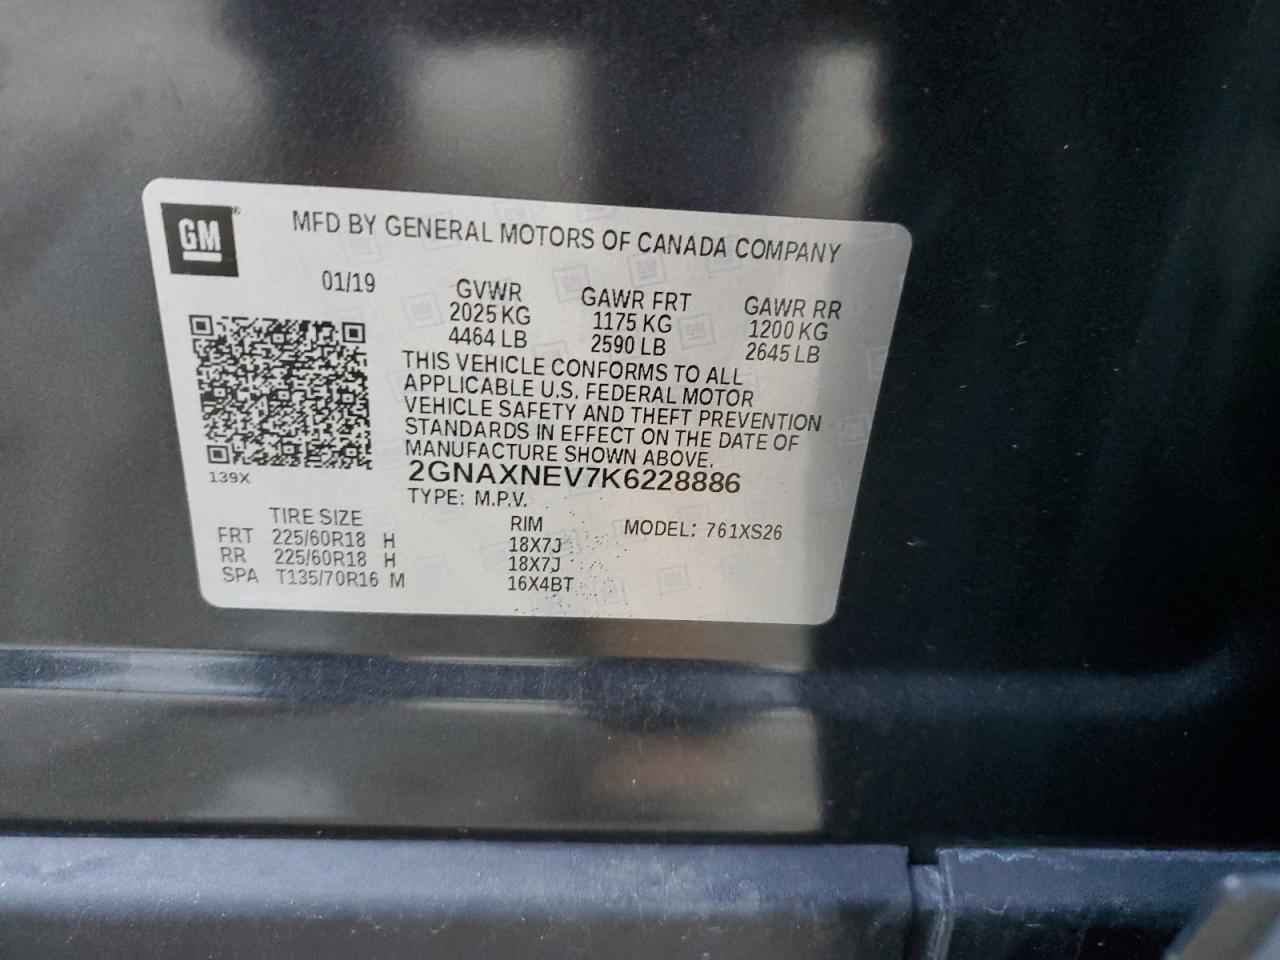 GM
MFD BY GENERAL MOTORS OF CANADA COMPANY
01/19
GVWR GAWR FRT GAWR RR
2025 KG 1175 KG 1200 KG
4464 LB 2590 LB 2645 LB
THIS VEHICLE CONFORMS TO ALL
APPLICABLE U.S. FEDERAL MOTOR
VEHICLE SAFETY AND THEFT PREVENTION
STANDARDS IN EFFECT ON THE DATE OF
MANUFACTURE SHOWN ABOVE.
139X
2GNAXNEV7K6228886
TYPE: M.P.V.
TIRE SIZE RIM MODEL: 761XS26
FRT 225/60R18 H 18X7J
RR 225/60R18 H 18X7J
SPA T135/70R16 M 16X4BT